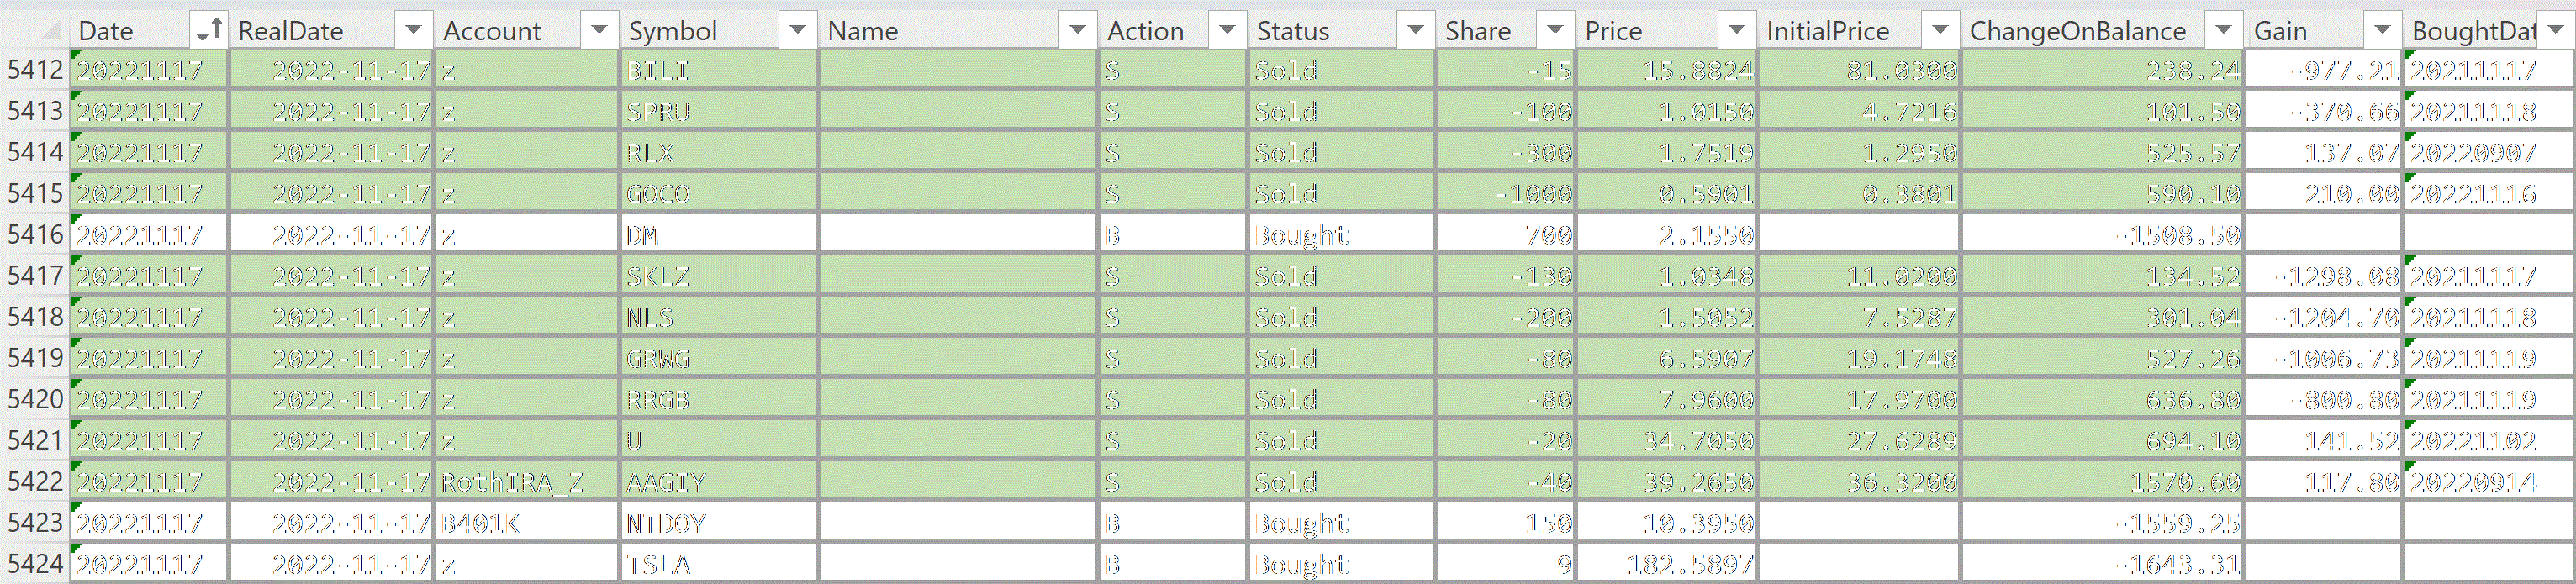 Date RealDate Account Symbol Name Action Status Share Price InitialPrice ChangeOnBalance Gain BoughtDat
5412 20221117 2022-11-17 z BILI S Sold -15 15.8824 81.0300 238.24 -977.21 20211117
5413 20221117 2022-11-17 z SPRU S Sold -100 1.0150 4.7216 101.50 -370.66 20211118
5414 20221117 2022-11-17 z RLX S Sold -300 1.7519 1.2950 525.57 137.07 20220907
5415 20221117 2022-11-17 z GOCO S Sold -1000 0.5901 0.3801 590.10 210.00 20221116
5416 20221117 2022-11-17 z DM B Bought 700 2.1550 -1508.50
5417 20221117 2022-11-17 z SKLZ S Sold -130 1.0348 11.0200 134.52 -1298.08 20211117
5418 20221117 2022-11-17 z NLS S Sold -200 1.5052 7.5287 301.04 -1204.70 20211118
5419 20221117 2022-11-17 z GRWG S Sold -80 6.5907 19.1748 527.26 -1006.73 20211119
5420 20221117 2022-11-17 z RRGB S Sold -80 7.9600 17.9700 636.80 -800.80 20211119
5421 20221117 2022-11-17 z U S Sold -20 34.7050 27.6289 694.10 141.52 20221102
5422 20221117 2022-11-17 RothIRA_Z AAGIY S Sold -40 39.2650 36.3200 1570.60 117.80 20220914
5423 20221117 2022-11-17 B401K NTDOY B Bought 150 10.3950 -1559.25
5424 20221117 2022-11-17 z TSLA B Bought 9 182.5897 -1643.31